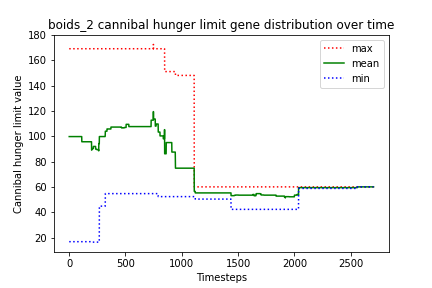 boids_2 cannibal hunger limit gene distribution over time
180
160
140
120
100
80
60
40
20
Cannibal hunger limit value
max
mean
min
0 500 1000 1500 2000 2500
Timesteps